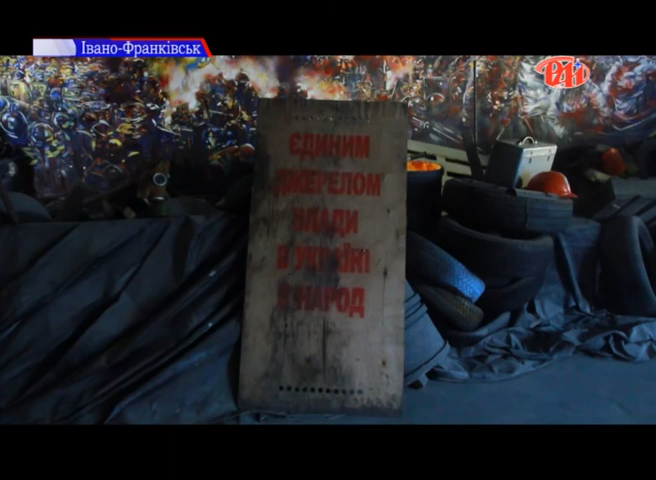 Івано-Франківськ
ЄДИНИМ
ДЖЕРЕЛОМ
ВЛАДИ
В УКРАЇНІ
Є НАРОД